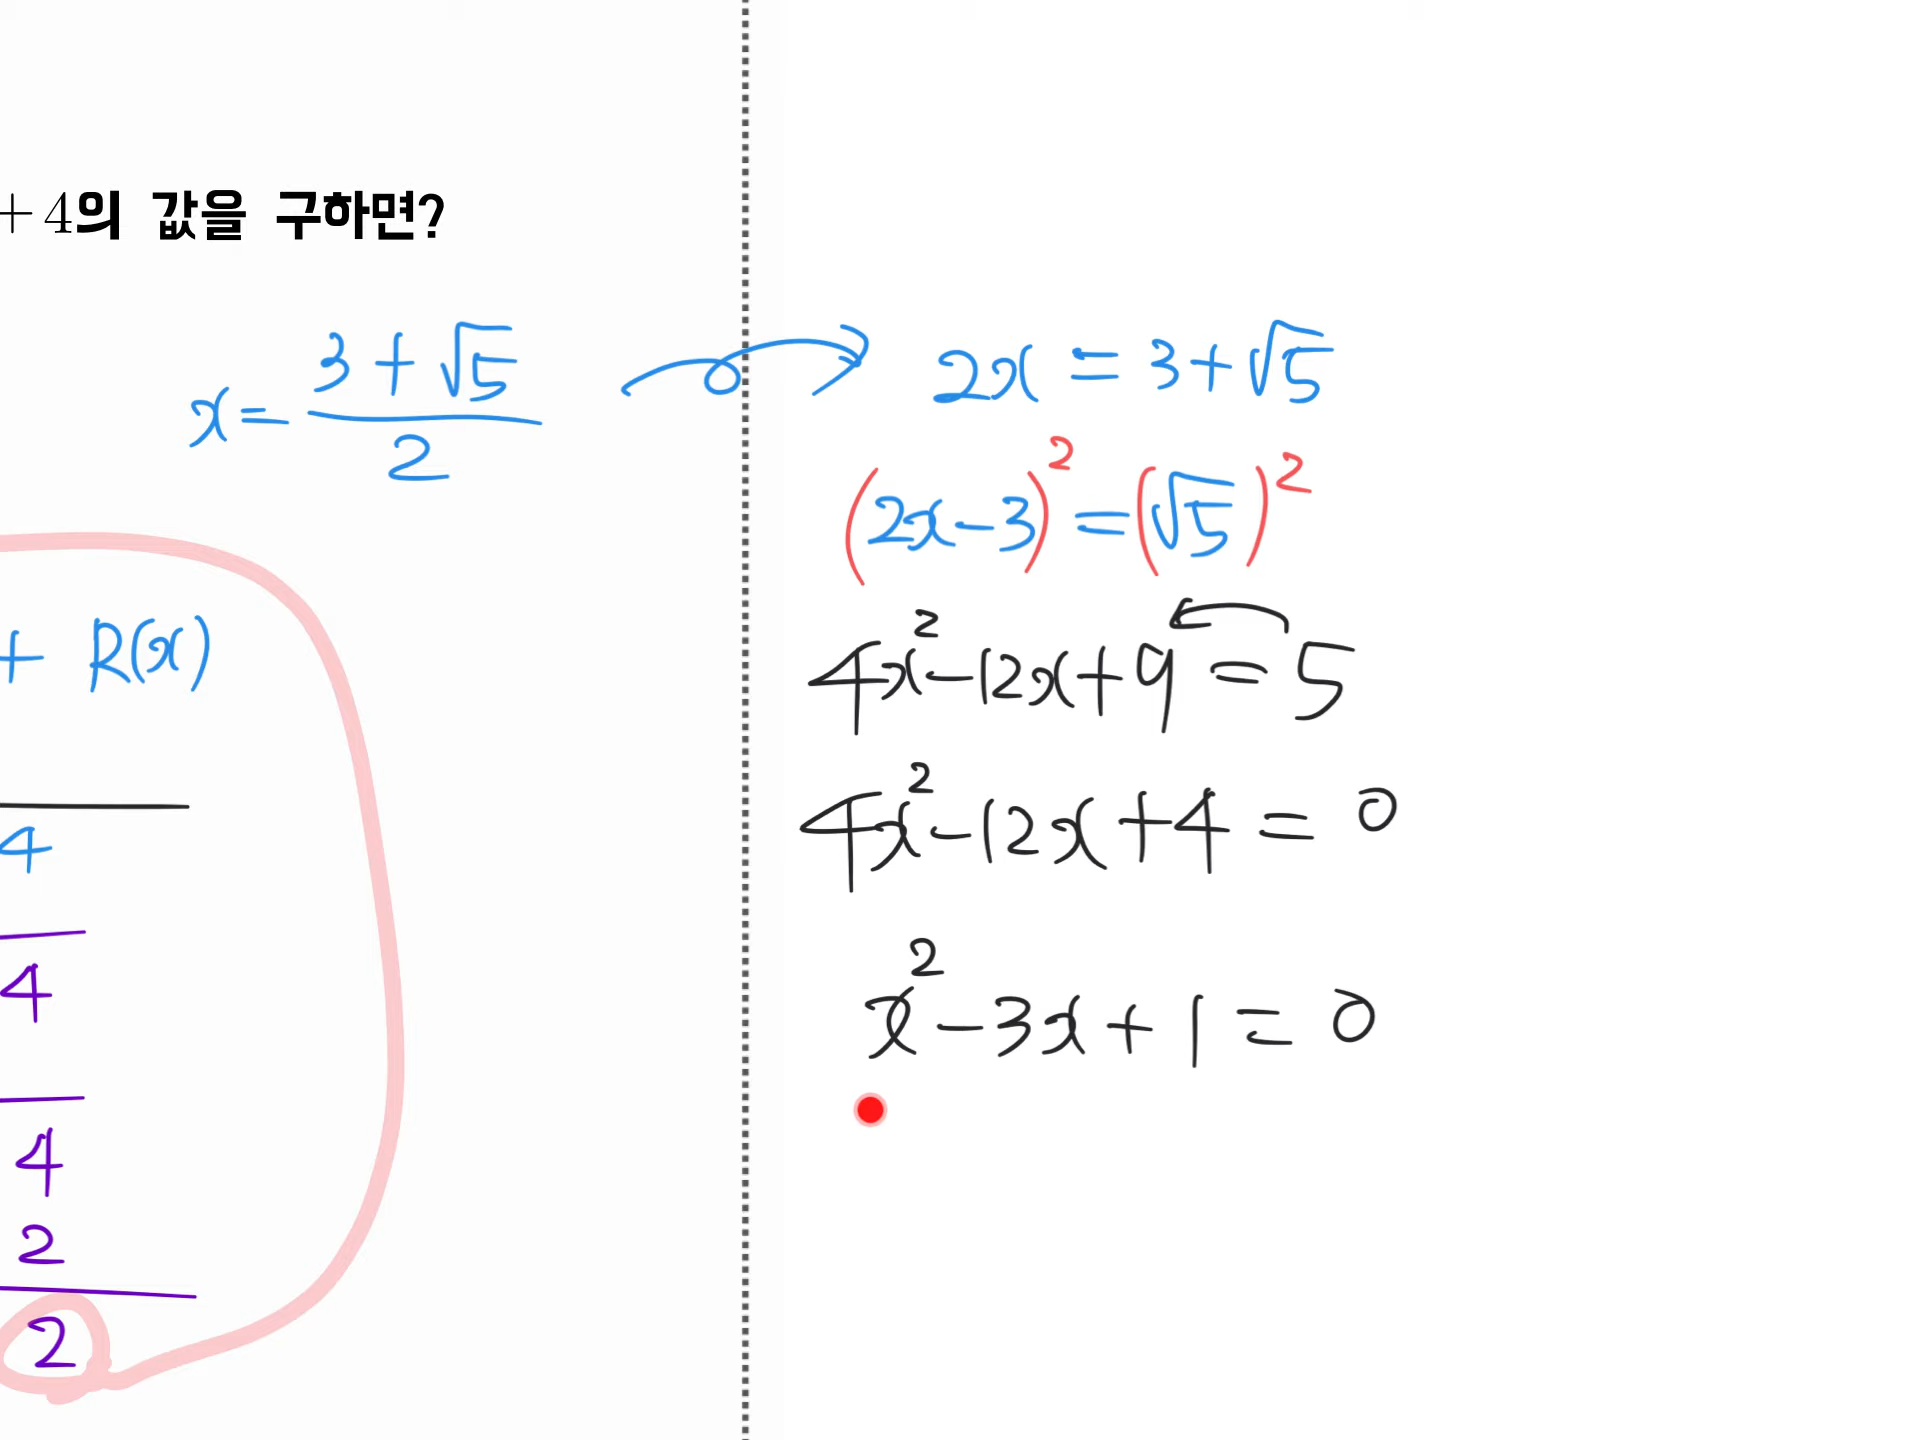 +4의 값을 구하면?
x = (3+√5)/2
2x = 3+√5
(2x-3)² = (√5)²
+ R(x)
4x²-12x+9 = 5
4
4x²-12x+4 = 0
4
x²-3x+1 = 0
4
2
2